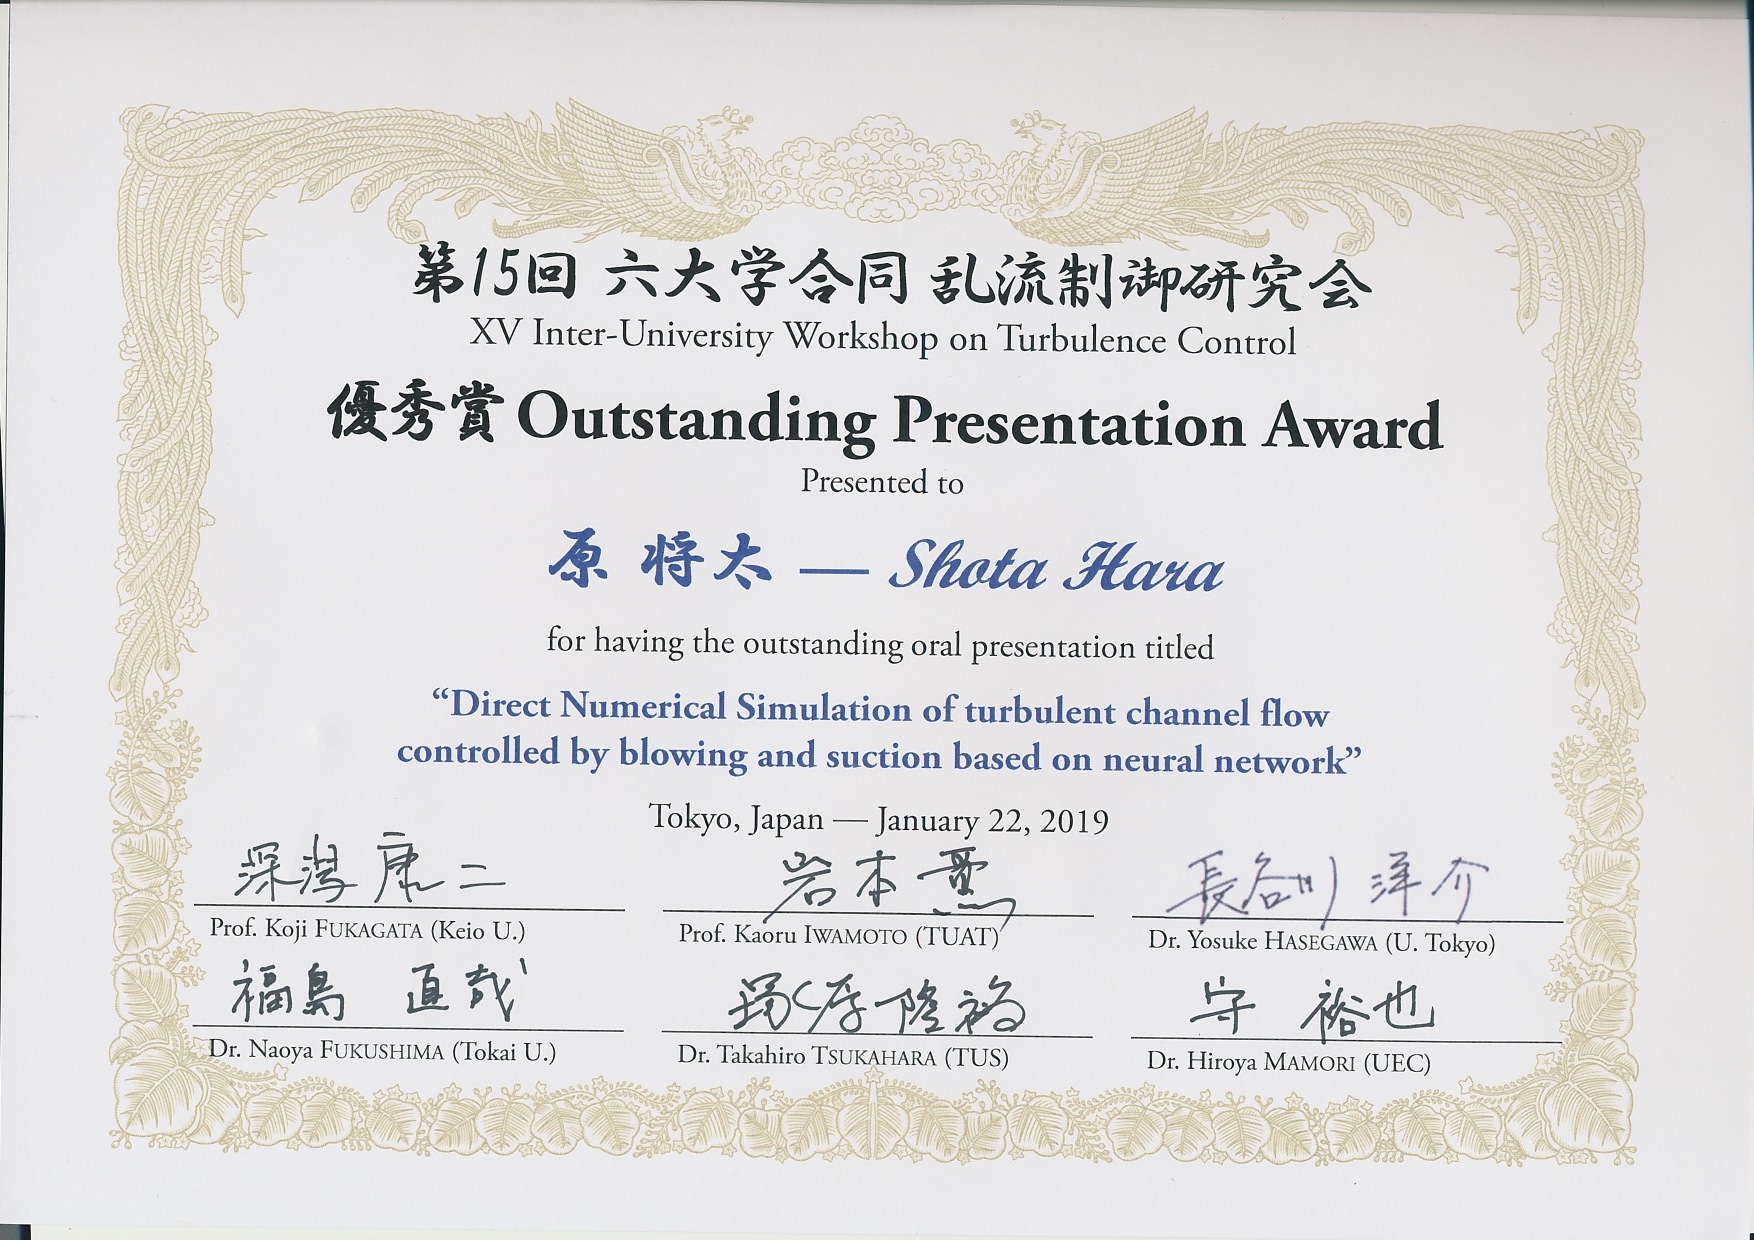 第15回 六大学合同 乱流制御研究会
XV Inter-University Workshop on Turbulence Control
優秀賞 Outstanding Presentation Award
Presented to
原 将太 — Shota Hara
for having the outstanding oral presentation titled
“Direct Numerical Simulation of turbulent channel flow
controlled by blowing and suction based on neural network”
Tokyo, Japan — January 22, 2019
深潟 康二 岩本 薫 長谷川 洋介
Prof. Koji FUKAGATA (Keio U.) Prof. Kaoru IWAMOTO (TUAT) Dr. Yosuke HASEGAWA (U. Tokyo)
福島 直哉 隆裕 守 裕也
Dr. Naoya FUKUSHIMA (Tokai U.) Dr. Takahiro TSUKAHARA (TUS) Dr. Hiroya MAMORI (UEC)